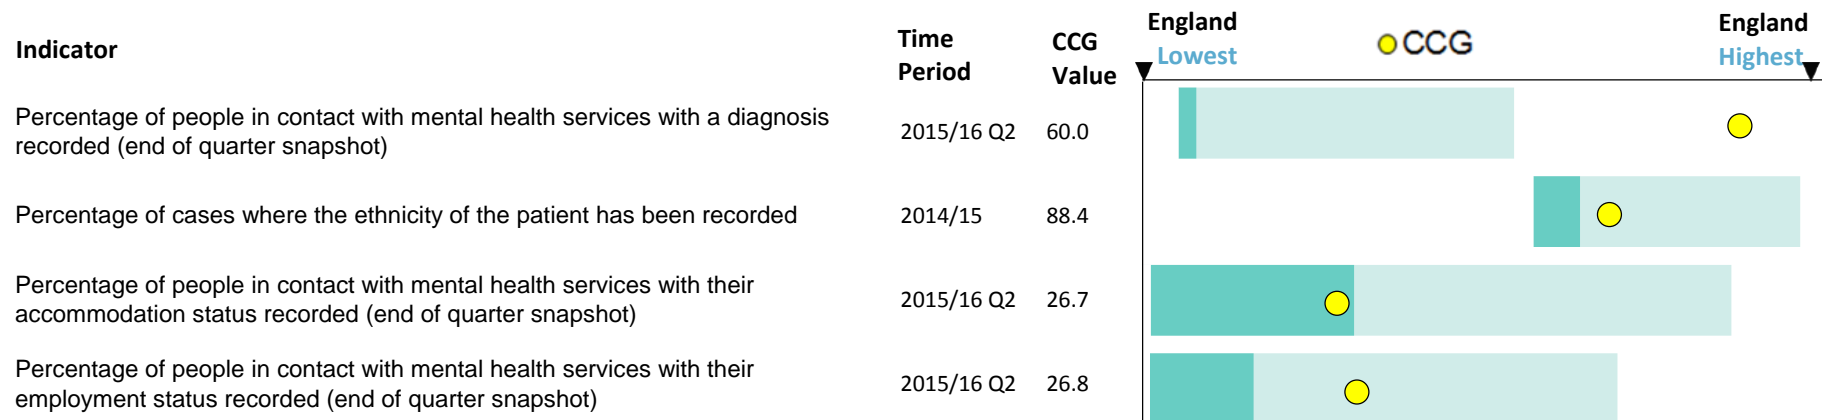 Indicator
Time
Period
CCG
Value
England
Lowest
CCG
England
Highest
Percentage of people in contact with mental health services with a diagnosis
recorded (end of quarter snapshot)
2015/16 Q2
60.0
Percentage of cases where the ethnicity of the patient has been recorded
2014/15
88.4
Percentage of people in contact with mental health services with their
accommodation status recorded (end of quarter snapshot)
2015/16 Q2
26.7
Percentage of people in contact with mental health services with their
employment status recorded (end of quarter snapshot)
2015/16 Q2
26.8